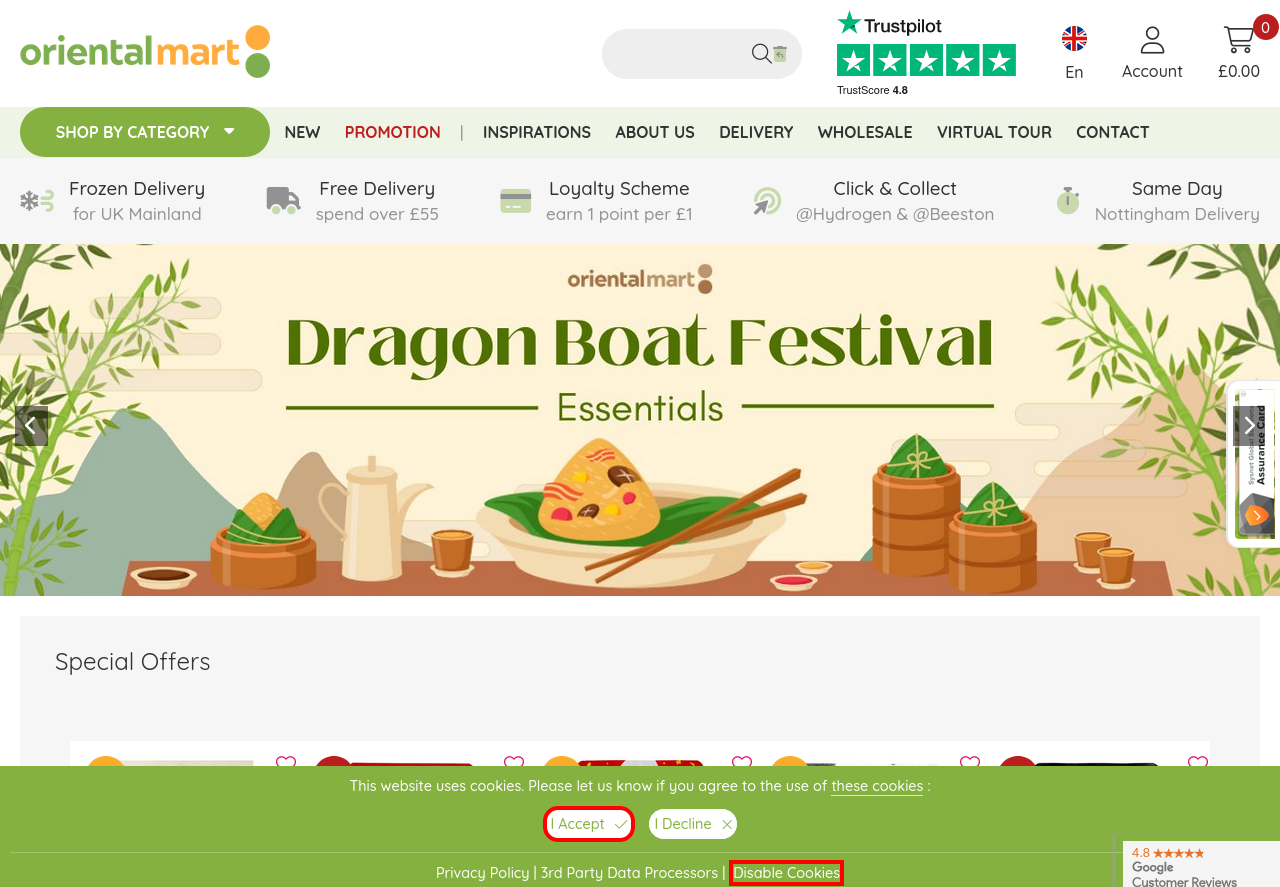 orientalmart
Trustpilot
TrustScore 4.8
En
Account
0
£0.00
SHOP BY CATEGORY
NEW
PROMOTION
|
INSPIRATIONS
ABOUT US
DELIVERY
WHOLESALE
VIRTUAL TOUR
CONTACT
Frozen Delivery
for UK Mainland
Free Delivery
spend over £55
Loyalty Scheme
earn 1 point per £1
Click & Collect
@Hydrogen & @Beeston
Same Day
Nottingham Delivery
orientalmart
Dragon Boat Festival
Essentials
Sysnet Global
Assurance Card
Special Offers
This website uses cookies. Please let us know if you agree to the use of these cookies :
I Accept
I Decline
Privacy Policy | 3rd Party Data Processors | Disable Cookies
4.8
Google
Customer Reviews